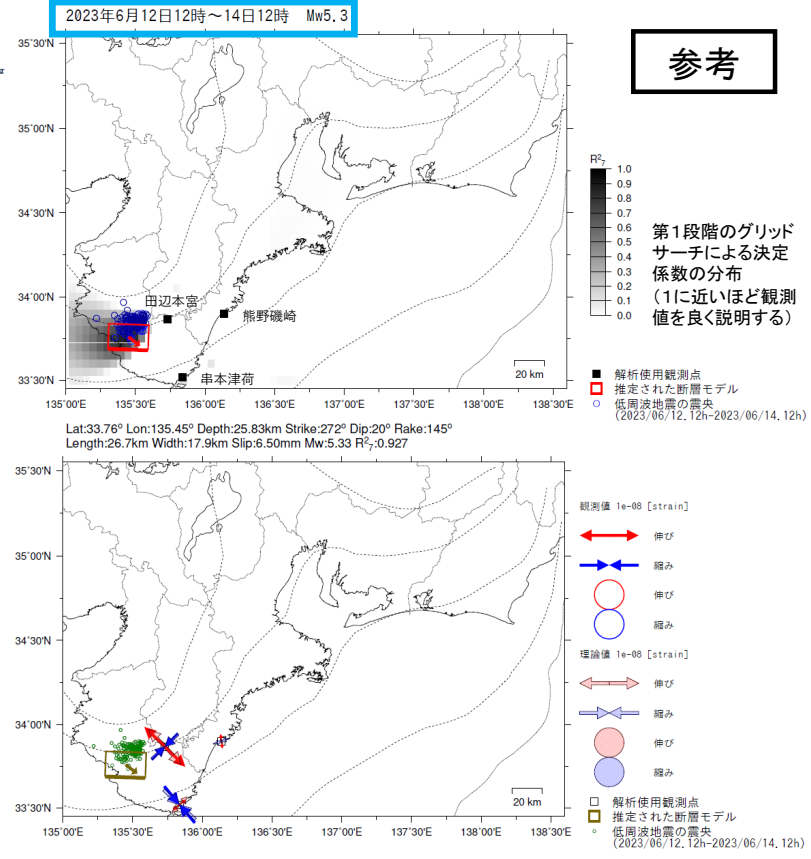 2023年6月12日12時～14日12時　Mw5.3
参考
35°30'N
35°00'N
34°30'N
34°00'N
33°30'N
135°00'E
135°30'E
136°00'E
136°30'E
137°00'E
137°30'E
138°00'E
138°30'E
田辺本宮
熊野磯崎
串本津荷
20 km
R²₇
1.0
0.9
0.8
0.7
0.6
0.5
0.4
0.3
0.2
0.1
0.0
第１段階のグリッド
サーチによる決定
係数の分布
（１に近いほど観測
値を良く説明する）
解析使用観測点
推定された断層モデル
低周波地震の震央
(2023/06/12.12h-2023/06/14.12h)
Lat:33.76° Lon:135.45° Depth:25.83km Strike:272° Dip:20° Rake:145°
Length:26.7km Width:17.9km Slip:6.50mm Mw:5.33 R²₇:0.927
35°30'N
35°00'N
34°30'N
34°00'N
33°30'N
135°00'E
135°30'E
136°00'E
136°30'E
137°00'E
137°30'E
138°00'E
138°30'E
20 km
観測値 1e-08 [strain]
伸び
縮み
伸び
縮み
理論値 1e-08 [strain]
伸び
縮み
伸び
縮み
解析使用観測点
推定された断層モデル
低周波地震の震央
(2023/06/12.12h-2023/06/14.12h)